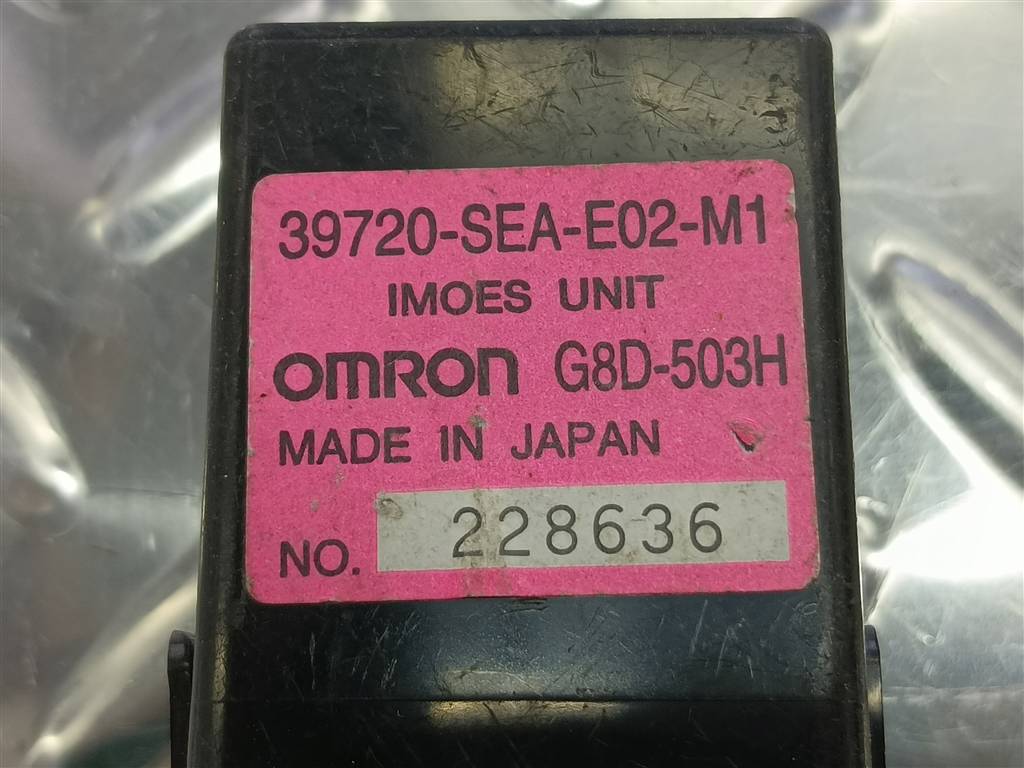 39720-SEA-E02-M1
IMOES UNIT
OMRON G8D-503H
MADE IN JAPAN
NO. 228636